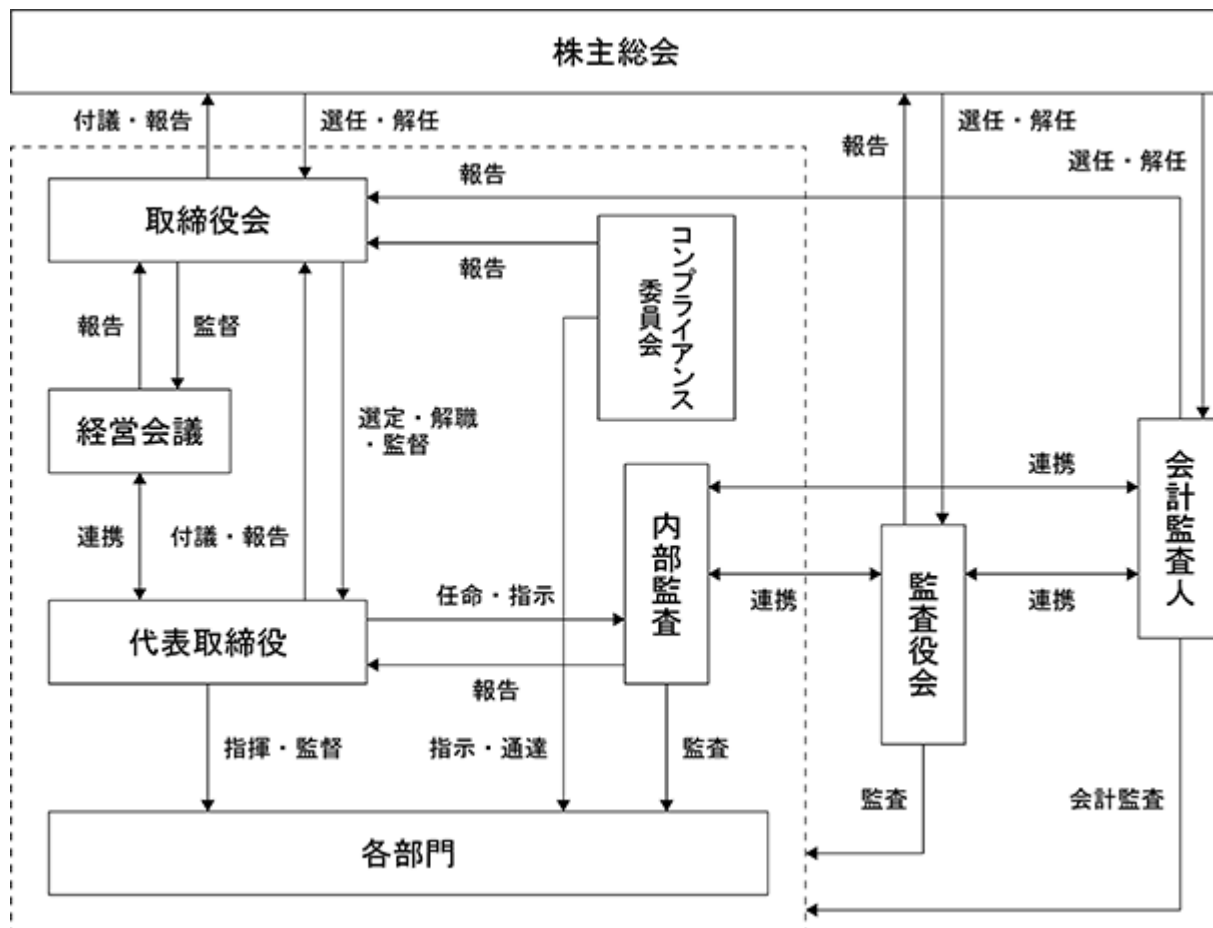 株主総会
付議・報告
選任・解任
報告
選任・解任
選任・解任
報告
取締役会
報告
コンプライアンス
委員会
報告
監督
経営会議
選定・解職
・監督
連携
付議・報告
連携
会計監査人
内部監査
連携
監査役会
連携
任命・指示
代表取締役
報告
指揮・監督
指示・通達
監査
監査
会計監査
各部門